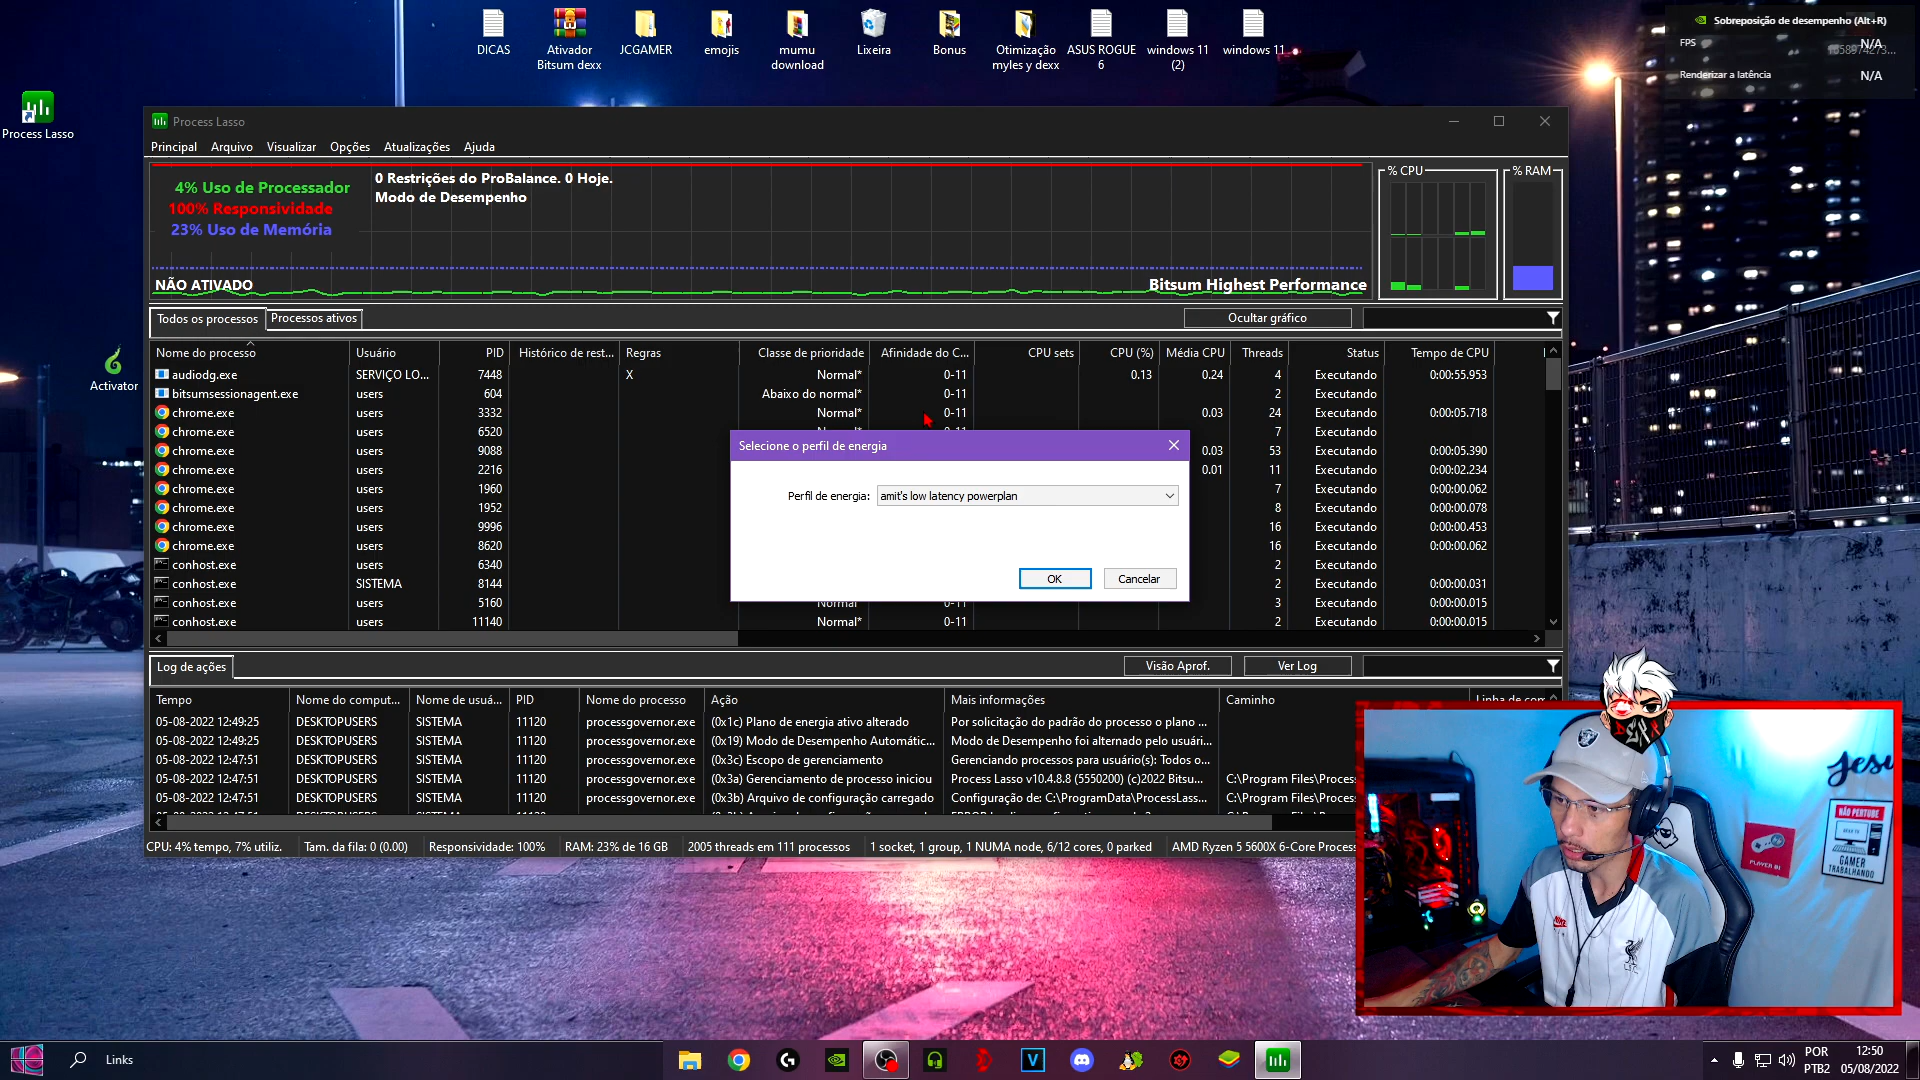 DICAS
Ativador
Bitsum dexx
JCGAMER
emojis
mumu
download
Lixeira
Bonus
Otimização
myles y dexx
ASUS ROGUE
6
windows 11
(2)
windows 11
Sobreposição de desempenho (Alt+R)
FPS
N/A
Renderizar a latência
N/A
Process Lasso
Activator
Process Lasso
Principal Arquivo Visualizar Opções Atualizações Ajuda
4% Uso de Processador
100% Responsividade
23% Uso de Memória
0 Restrições do ProBalance. 0 Hoje.
Modo de Desempenho
NÃO ATIVADO
Bitsum Highest Performance
% CPU
% RAM
Todos os processos Processos ativos Ocultar gráfico
Nome do processo Usuário PID Histórico de rest... Regras Classe de prioridade Afinidade do C... CPU sets CPU (%) Média CPU Threads Status Tempo de CPU
audiodg.exe SERVIÇO LO... 7448 X Normal* 0-11 0.13 0.24 4 Executando 0:00:55.953
bitsumsessionagent.exe users 604 Abaixo do normal* 0-11 2 Executando
chrome.exe users 3332 Normal* 0-11 0.03 24 Executando 0:00:05.718
chrome.exe users 6520 7 Executando
chrome.exe users 9088 0.03 53 Executando 0:00:05.390
chrome.exe users 2216 0.01 11 Executando 0:00:02.234
chrome.exe users 1960 7 Executando 0:00:00.062
chrome.exe users 1952 8 Executando 0:00:00.078
chrome.exe users 9996 16 Executando 0:00:00.453
chrome.exe users 8620 16 Executando 0:00:00.062
conhost.exe users 6340 2 Executando
conhost.exe SISTEMA 8144 2 Executando 0:00:00.031
conhost.exe users 5160 Normal* 0-11 3 Executando 0:00:00.015
conhost.exe users 11140 Normal* 0-11 2 Executando 0:00:00.015
Selecione o perfil de energia
Perfil de energia: amit's low latency powerplan
OK Cancelar
Log de ações Visão Aprof. Ver Log
Tempo Nome do comput... Nome de usuá... PID Nome do processo Ação Mais informações Caminho Linha de com
05-08-2022 12:49:25 DESKTOPUSERS SISTEMA 11120 processgovernor.exe (0x1c) Plano de energia ativo alterado Por solicitação do padrão do processo o plano ...
05-08-2022 12:49:25 DESKTOPUSERS SISTEMA 11120 processgovernor.exe (0x19) Modo de Desempenho Automátic... Modo de Desempenho foi alternado pelo usuári...
05-08-2022 12:47:51 DESKTOPUSERS SISTEMA 11120 processgovernor.exe (0x3c) Escopo de gerenciamento Gerenciando processos para usuário(s): Todos o...
05-08-2022 12:47:51 DESKTOPUSERS SISTEMA 11120 processgovernor.exe (0x3a) Gerenciamento de processo iniciou Process Lasso v10.4.8.8 (5550200) (c)2022 Bitsu... C:\Program Files\Process
05-08-2022 12:47:51 DESKTOPUSERS SISTEMA 11120 processgovernor.exe (0x3b) Arquivo de configuração carregado Configuração de: C:\ProgramData\ProcessLass... C:\Program Files\Process
CPU: 4% tempo, 7% utiliz. Tam. da fila: 0 (0.00) Responsividade: 100% RAM: 23% de 16 GB 2005 threads em 111 processos 1 socket, 1 group, 1 NUMA node, 6/12 cores, 0 parked AMD Ryzen 5 5600X 6-Core Process
Jesu
NÃO PERTUBE
GAMER
TRABALHANDO
PLAYER 01
NIKE
Links
POR
PTB2
12:50
05/08/2022